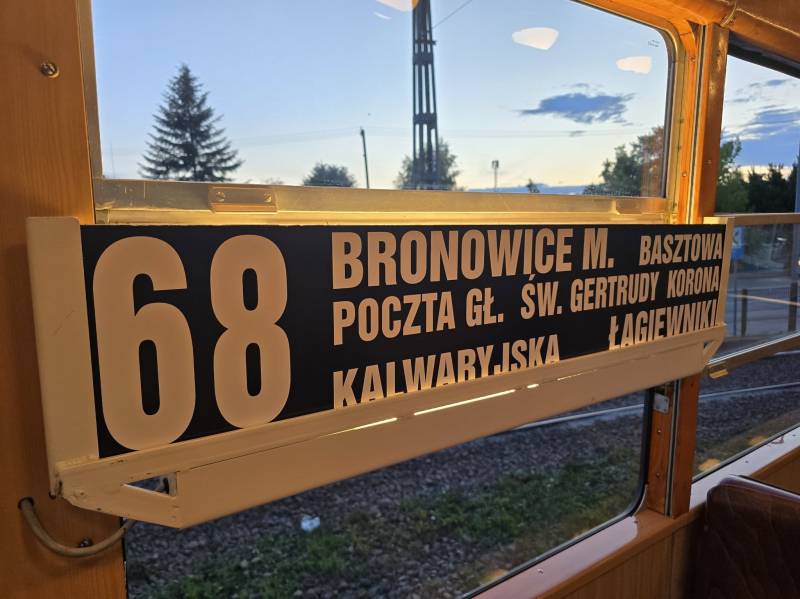 68
BRONOWICE M. BASZTOWA
POCZTA GŁ. ŚW. GERTRUDY KORONA
KALWARYJSKA ŁAGIEWNIKI